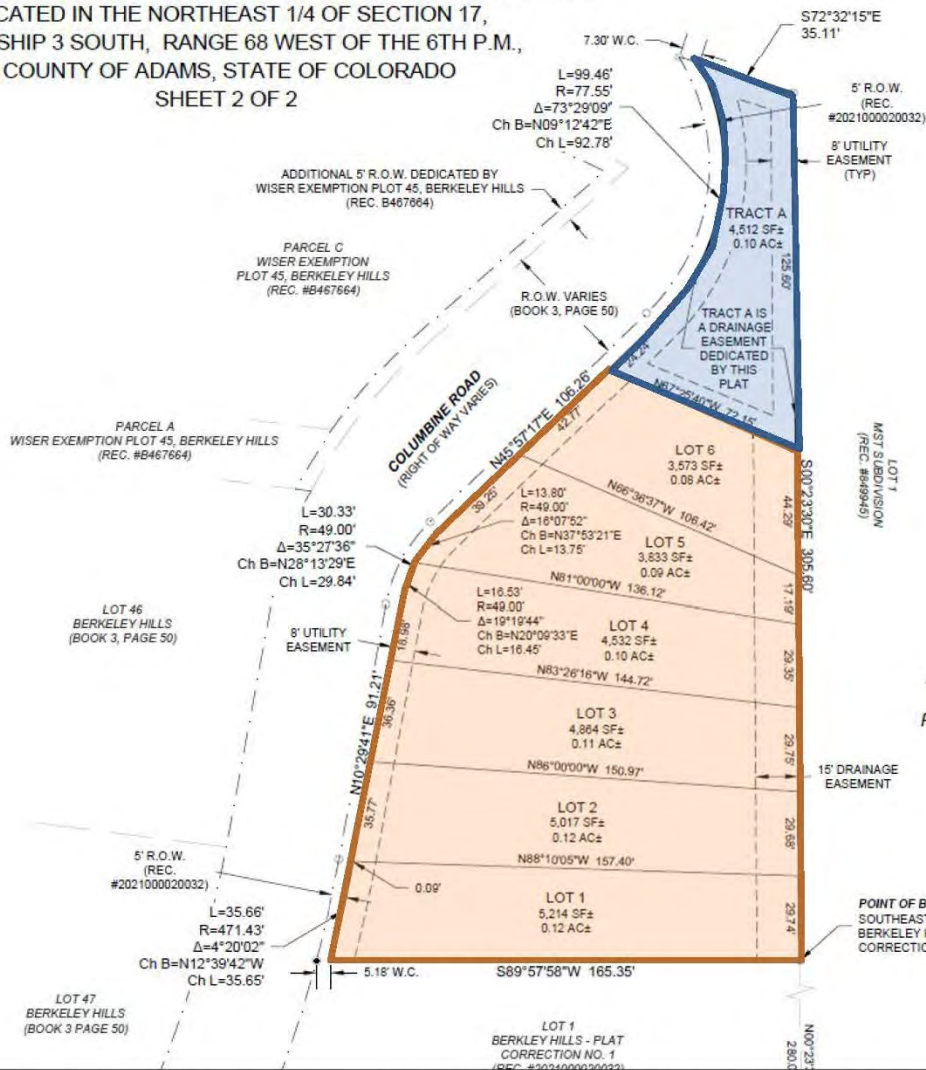 CATED IN THE NORTHEAST 1/4 OF SECTION 17,
SHIP 3 SOUTH, RANGE 68 WEST OF THE 6TH P.M.,
COUNTY OF ADAMS, STATE OF COLORADO
SHEET 2 OF 2
S72°32'15"E
35.11'
7.30' W.C.
L=99.46'
R=77.55'
Δ=73°29'09"
Ch B=N09°12'42"E
Ch L=92.78'
5' R.O.W.
(REC.
#2021000020032)
8' UTILITY
EASEMENT
(TYP)
ADDITIONAL 5' R.O.W. DEDICATED BY
WISER EXEMPTION PLOT 45, BERKELEY HILLS
(REC. B467664)
TRACT A
4,512 SF±
0.10 AC±
125.60'
PARCEL C
WISER EXEMPTION
PLOT 45, BERKELEY HILLS
(REC. #B467664)
R.O.W. VARIES
(BOOK 3, PAGE 50)
TRACT A IS
A DRAINAGE
EASEMENT
DEDICATED
BY THIS
PLAT
24.24'
N67°25'40"W 72.15'
COLUMBINE ROAD
(RIGHT OF WAY VARIES)
N45°57'17"E 106.26'
42.77'
39.25'
PARCEL A
WISER EXEMPTION PLOT 45, BERKELEY HILLS
(REC. #B467664)
LOT 1
MST SUBDIVISION
(REC. #849945)
LOT 6
3,573 SF±
0.08 AC±
S00°23'30"E 305.60'
44.29'
N66°36'37"W 106.42'
L=13.80'
R=49.00'
Δ=16°07'52"
Ch B=N37°53'21"E
Ch L=13.75'
L=30.33'
R=49.00'
Δ=35°27'36"
Ch B=N28°13'29'E
Ch L=29.84'
LOT 5
3,833 SF±
0.09 AC±
17.19'
N81°00'00"W 136.12'
L=16.53'
R=49.00'
Δ=19°19'44"
Ch B=N20°09'33"E
Ch L=16.45'
LOT 46
BERKELEY HILLS
(BOOK 3, PAGE 50)
8' UTILITY
EASEMENT
18.98'
LOT 4
4,532 SF±
0.10 AC±
29.35'
N83°26'16"W 144.72'
N10°29'41"E 91.21'
36.36'
LOT 3
4,864 SF±
0.11 AC±
29.75'
N86°00'00"W 150.97'
15' DRAINAGE
EASEMENT
35.77'
LOT 2
5,017 SF±
0.12 AC±
29.68'
N88°10'05"W 157.40'
5' R.O.W.
(REC.
#2021000020032)
0.09'
LOT 1
5,214 SF±
0.12 AC±
29.74'
POINT OF B
SOUTHEAST
BERKELEY
CORRECTIO
L=35.66'
R=471.43'
Δ=4°20'02"
Ch B=N12°39'42"W
Ch L=35.65'
5.18' W.C.
S89°57'58"W 165.35'
LOT 47
BERKELEY HILLS
(BOOK 3 PAGE 50)
LOT 1
BERKLEY HILLS - PLAT
CORRECTION NO. 1
(REC. #2021000020032)
N00°23'
280.0